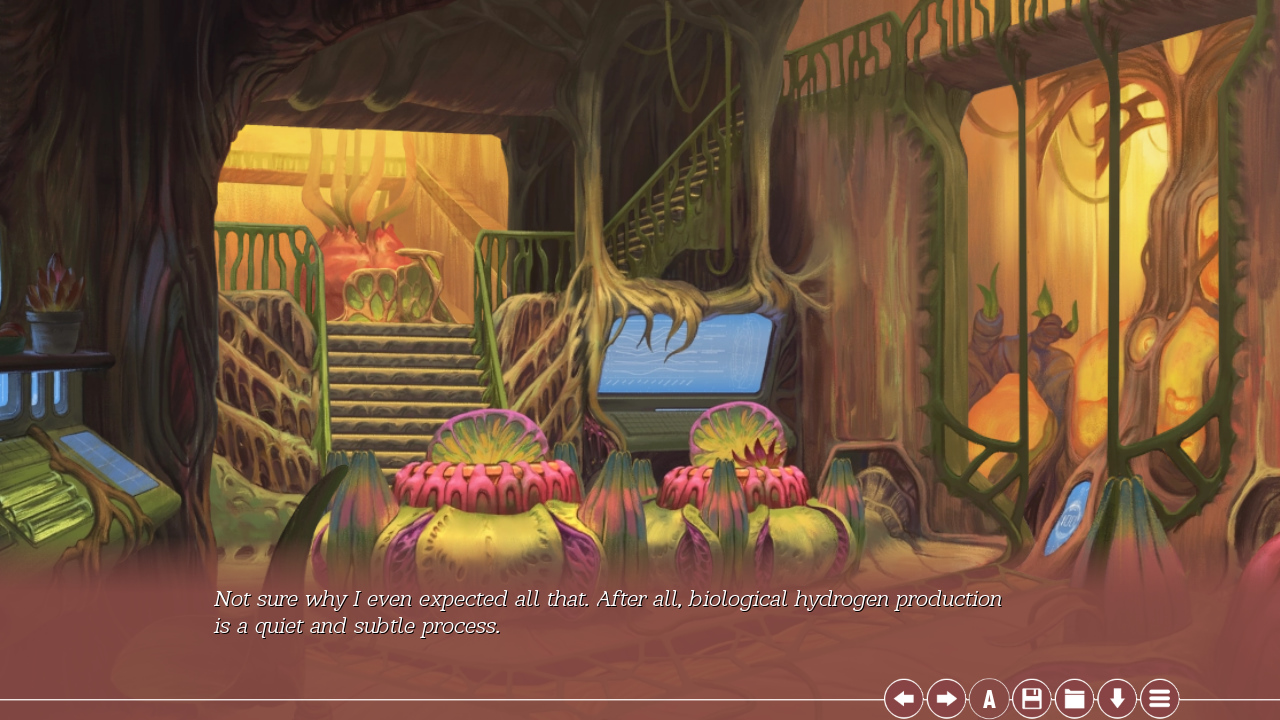 Not sure why I even expected all that. After all, biological hydrogen production
is a quiet and subtle process.
A